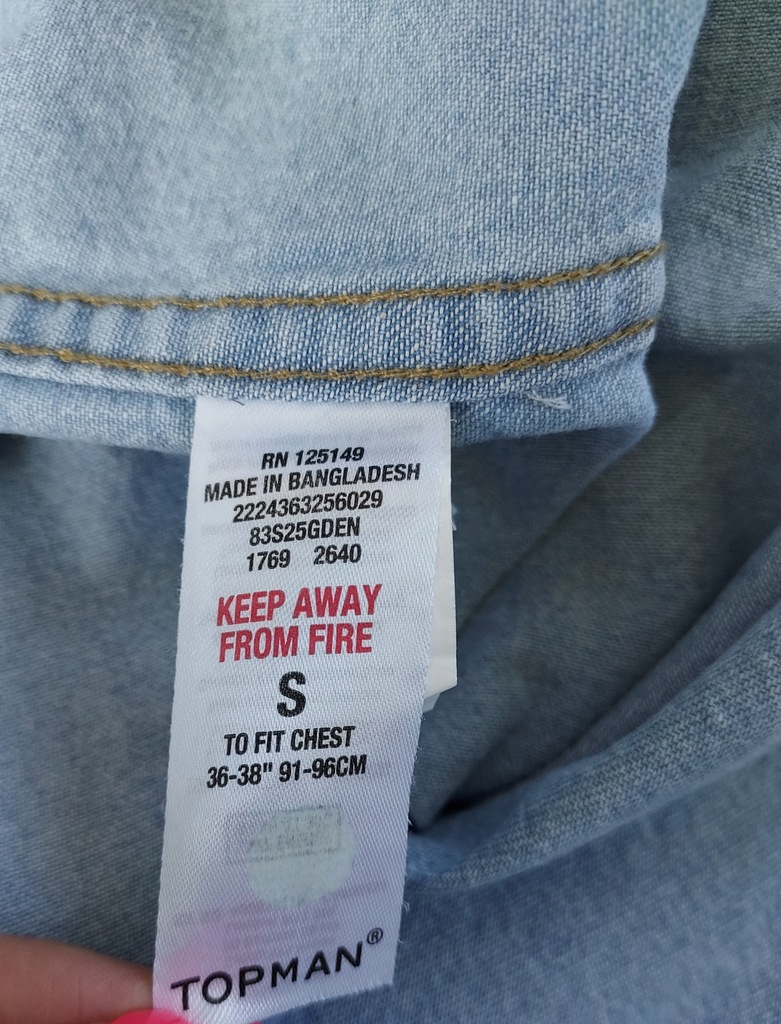 RN 125149
MADE IN BANGLADESH
2224363256029
83S25GDEN
1769 2640
KEEP AWAY
FROM FIRE
S
TO FIT CHEST
36-38" 91-96CM
TOPMAN®